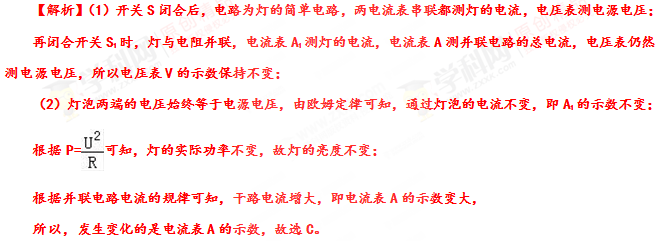 【解析】（1）开关 S 闭合后，电路为灯的简单电路，两电流表串联都测灯的电流，电压表测电源电压；
再闭合开关 S₁ 时，灯与电阻并联，电流表 A₁ 测灯的电流，电流表 A 测并联电路的总电流，电压表仍然
测电源电压，所以电压表 V 的示数保持不变；
（2）灯泡两端的电压始终等于电源电压，由欧姆定律可知，通过灯泡的电流不变，即 A₁ 的示数不变；
根据 P=U²/R 可知，灯的实际功率不变，故灯的亮度不变；
根据并联电路电流的规律可知，干路电流增大，即电流表 A 的示数变大，
所以，发生变化的是电流表 A 的示数，故选 C。